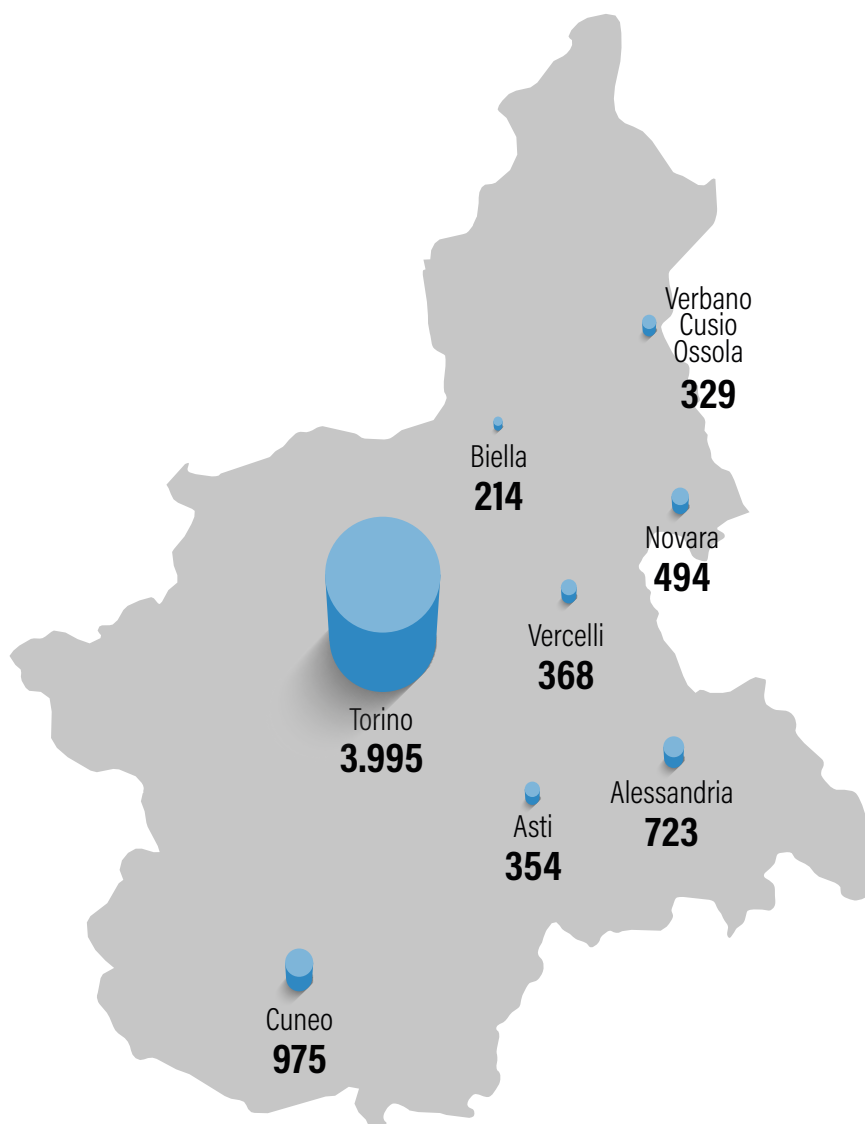 Verbano
Cusio
Ossola
329
Biella
214
Novara
494
Vercelli
368
Torino
3.995
Alessandria
723
Asti
354
Cuneo
975